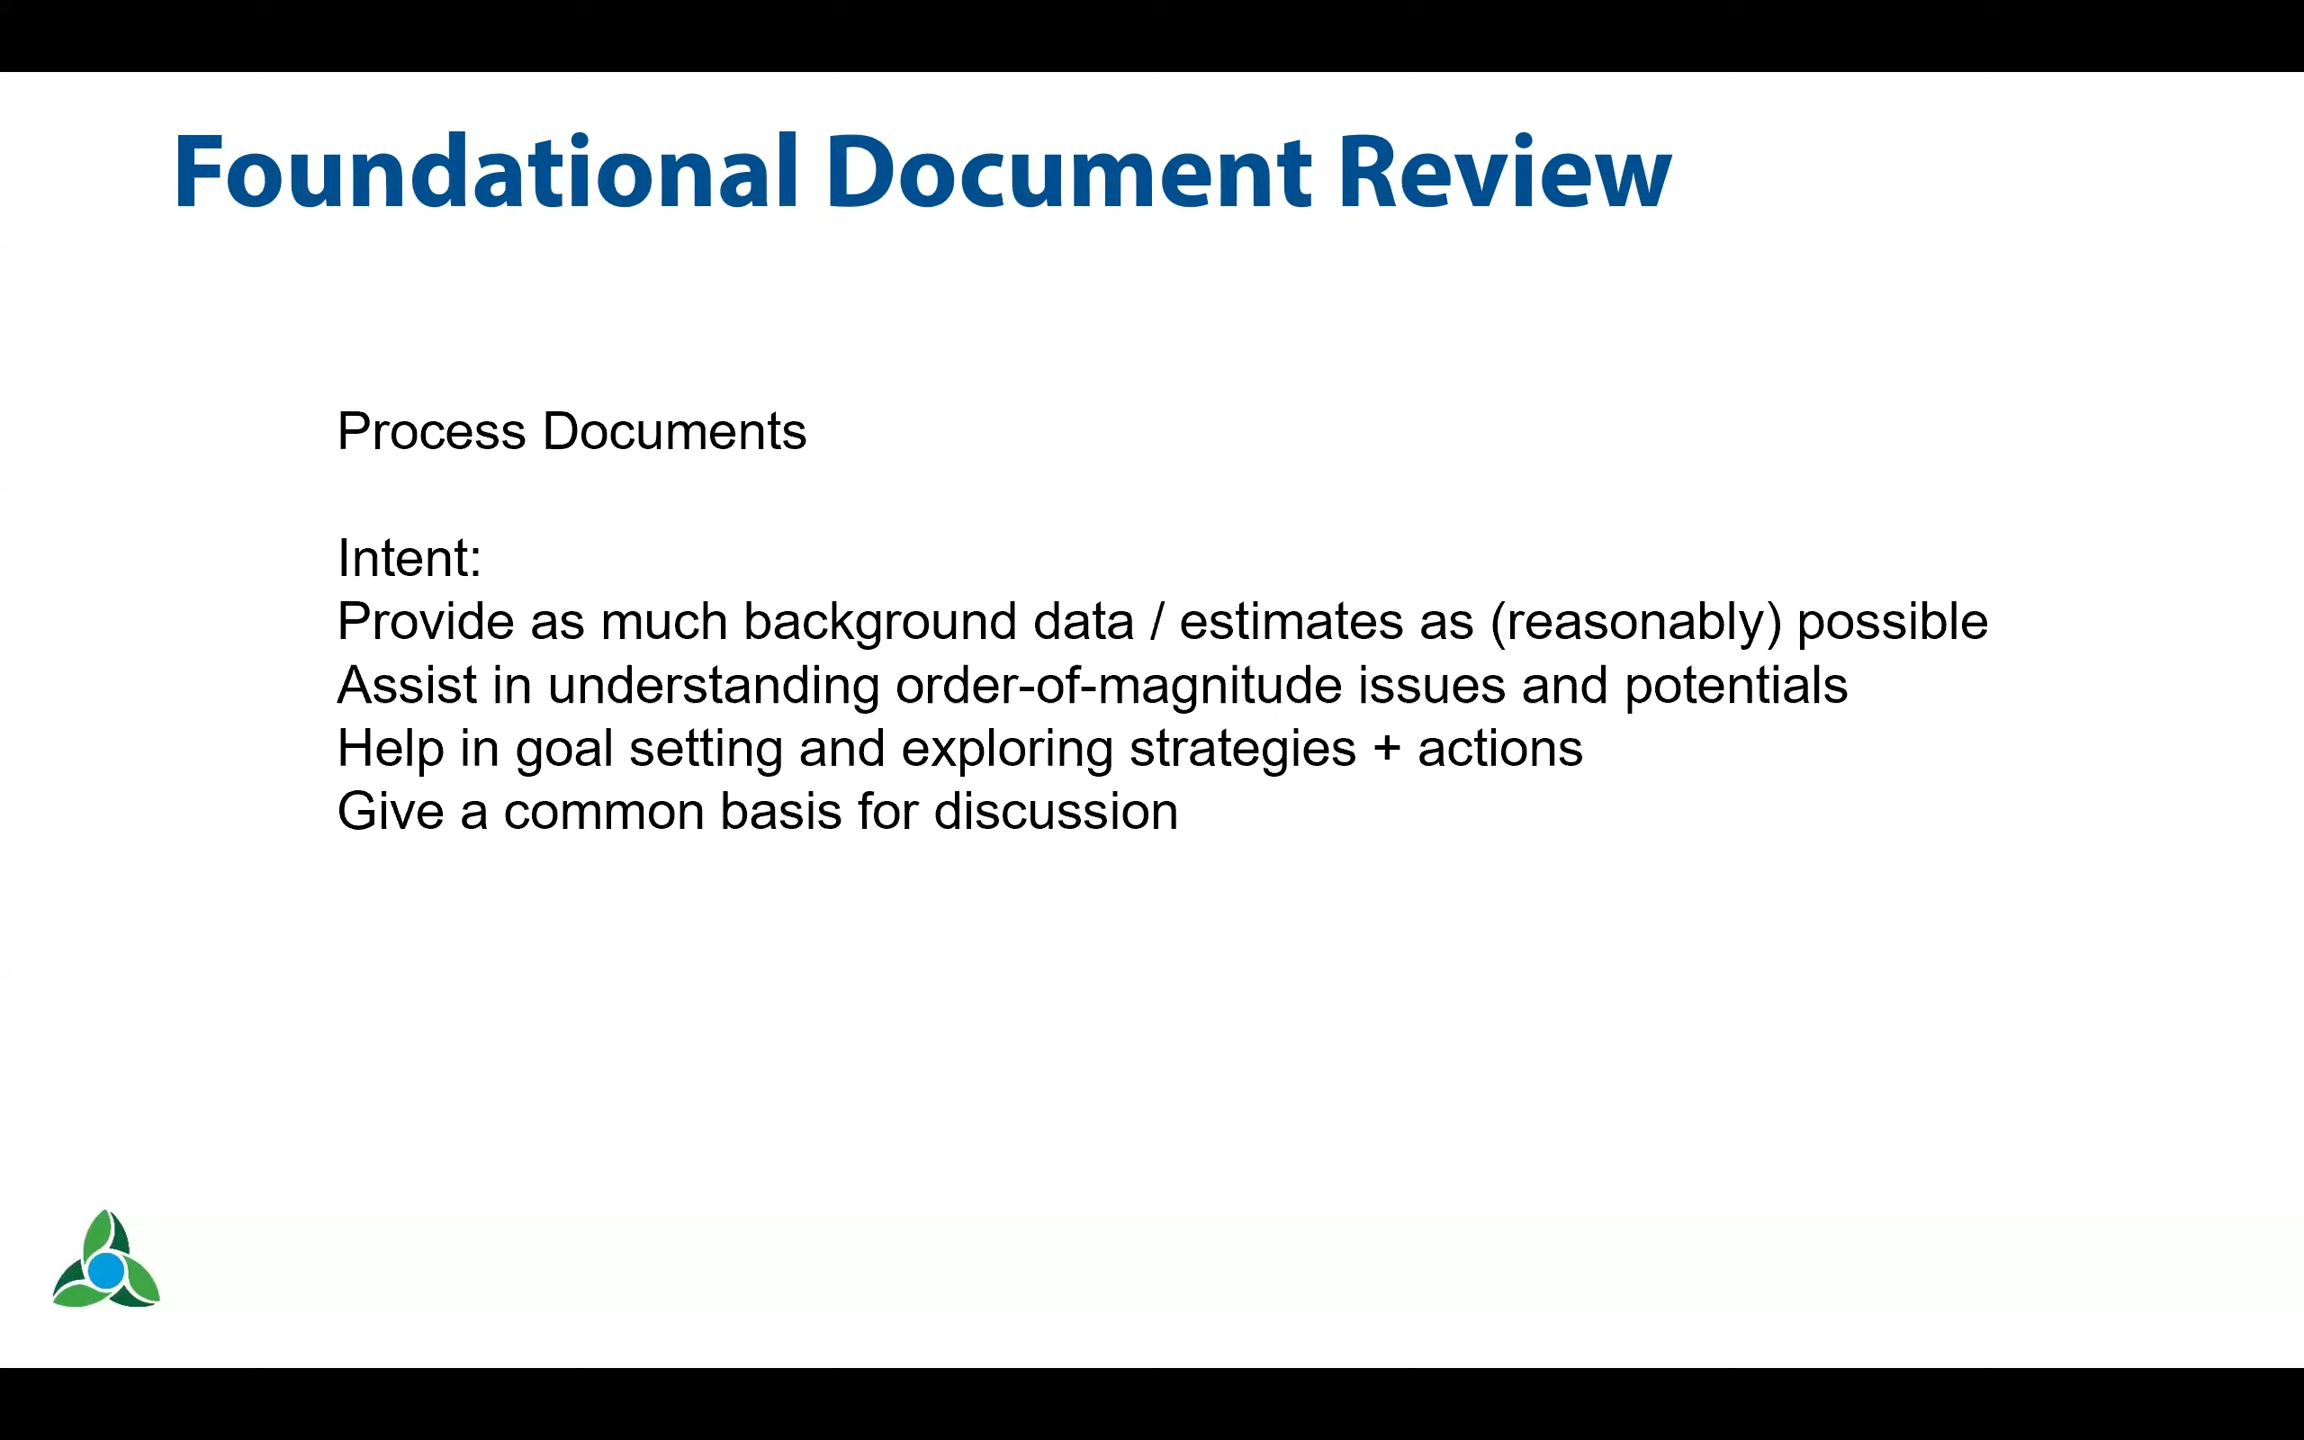 Foundational Document Review
Process Documents
Intent:
Provide as much background data / estimates as (reasonably) possible
Assist in understanding order-of-magnitude issues and potentials
Help in goal setting and exploring strategies + actions
Give a common basis for discussion